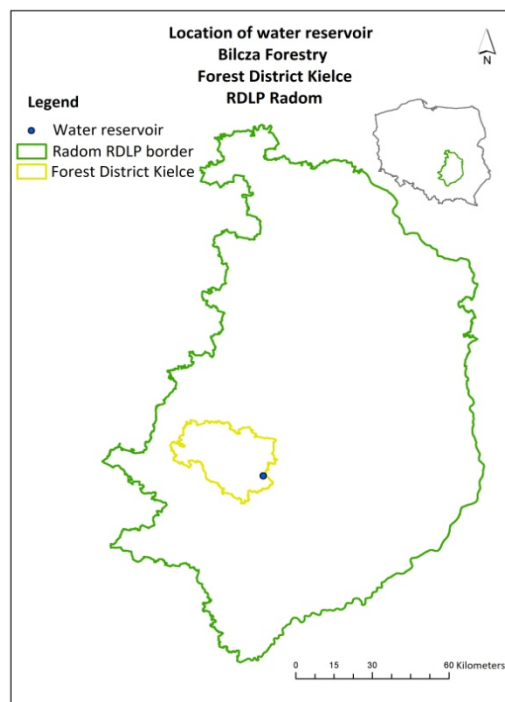 Location of water reservoir
Bilcza Forestry
Forest District Kielce
RDLP Radom
N
Legend
Water reservoir
Radom RDLP border
Forest District Kielce
0 15 30 60 Kilometers